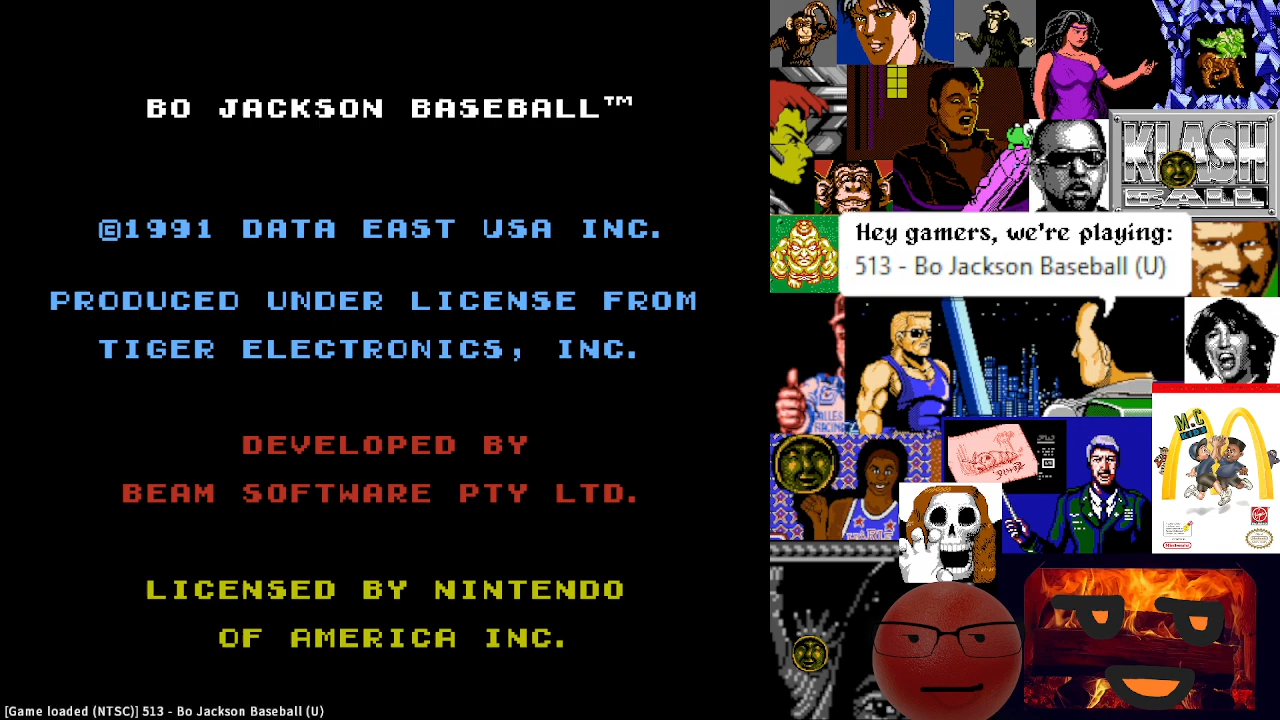 BO JACKSON BASEBALL™
©1991 DATA EAST USA INC.
PRODUCED UNDER LICENSE FROM
TIGER ELECTRONICS, INC.
DEVELOPED BY
BEAM SOFTWARE PTY LTD.
LICENSED BY NINTENDO
OF AMERICA INC.
[Game loaded (NTSC)] 513 - Bo Jackson Baseball (U)
KLASH
BALL
Hey gamers, we're playing:
513 - Bo Jackson Baseball (U)
M.C
KIDS
Nintendo